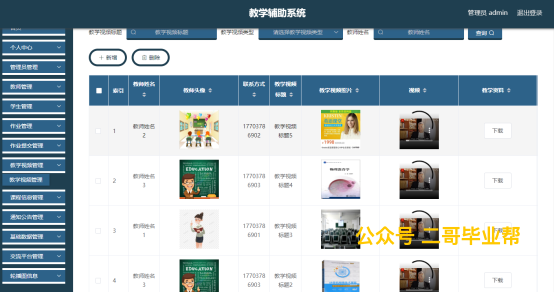 教学辅助系统
管理员 admin 退出登录
教学视频标题 教学视频标题 教学视频类型 请选择教学视频类型 教师姓名 教师姓名 查询
个人中心
+ 新增 删除
管理员管理
教师管理
学生管理
作业管理
作业提交管理
教学视频管理
教学视频管理
课程信息管理
通知公告管理
基础数据管理
交流平台管理
轮播图信息
索引 教师姓名 教师头像 联系方式 教学视频标题 教学视频照片 视频 教学资料
1 教师姓名2 17703786902 教学视频标题5 下载
2 教师姓名3 17703786903 教学视频标题4 下载
3 教师姓名1 17703786901 教学视频标题3 下载
4 教师姓名3 17703786903 教学视频标题2 下载
EDUCATION
EDUCATION
公众号 二哥毕业帮